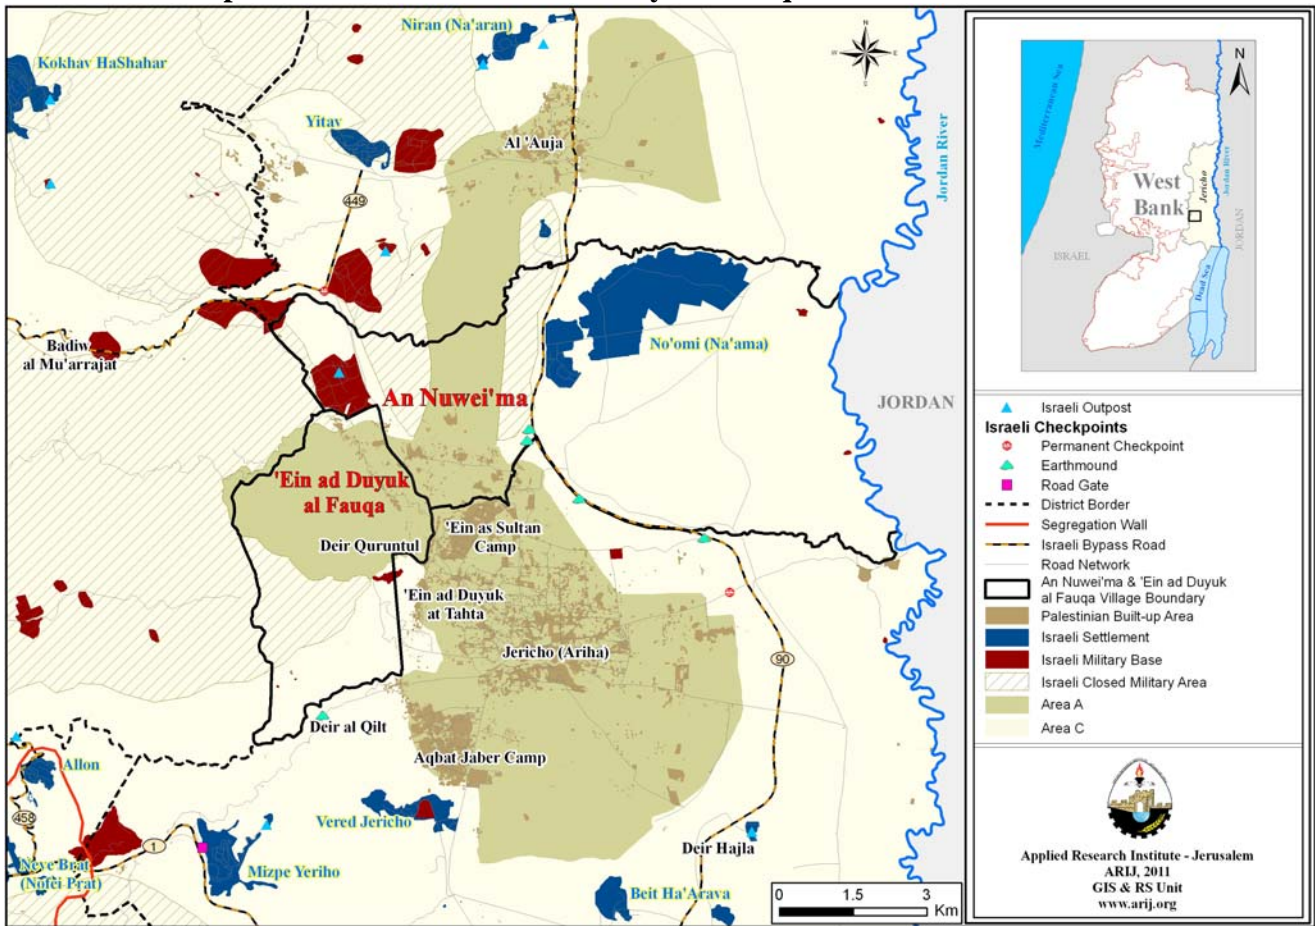 Niran (Na'aran)
Kokhav HaShahar
Yitav
Al 'Auja
449
Jordan River
Badiw
al Mu'arrajat
No'omi (Na'ama)
An Nuwei'ma
JORDAN
'Ein ad Duyuk
al Fauqa
'Ein as Sultan
Camp
Deir Quruntul
'Ein ad Duyuk
at Tahta
Jericho (Ariha)
90
Deir al Qilt
Allon
Aqbat Jaber Camp
458
Vered Jericho
1
Deir Hajla
Neve Brat
(Nofei Prat)
Mizpe Yeriho
Beit Ha'Arava
0 1.5 3
Km
N
W E
S
N
Mediterranean Sea
Jordan River
West
Bank
Jericho
ISRAEL
JORDAN
Dead Sea
Israeli Outpost
Israeli Checkpoints
Permanent Checkpoint
Earthmound
Road Gate
District Border
Segregation Wall
Israeli Bypass Road
Road Network
An Nuwei'ma & 'Ein ad Duyuk
al Fauqa Village Boundary
Palestinian Built-up Area
Israeli Settlement
Israeli Military Base
Israeli Closed Military Area
Area A
Area C
Applied Research Institute - Jerusalem
ARIJ, 2011
GIS & RS Unit
www.arij.org